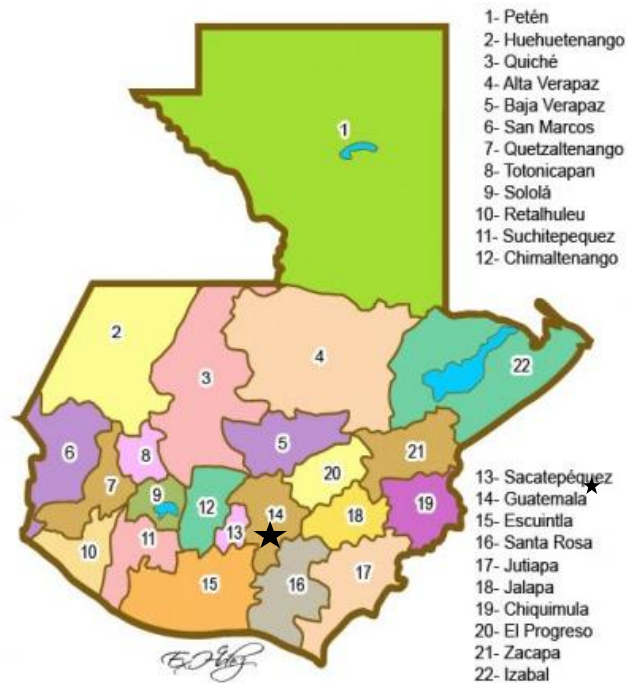 1- Petén
2- Huehuetenango
3- Quiché
4- Alta Verapaz
5- Baja Verapaz
6- San Marcos
7- Quetzaltenango
8- Totonicapan
9- Sololá
10- Retalhuleu
11- Suchitepequez
12- Chimaltenango
1
2
3
4
22
5
6
8
7
9
12
20
21
13- Sacatepéquez
14- Guatemala
15- Escuintla
16- Santa Rosa
17- Jutiapa
18- Jalapa
19- Chiquimula
20- El Progreso
21- Zacapa
22- Izabal
19
14
18
13
11
10
15
16
17